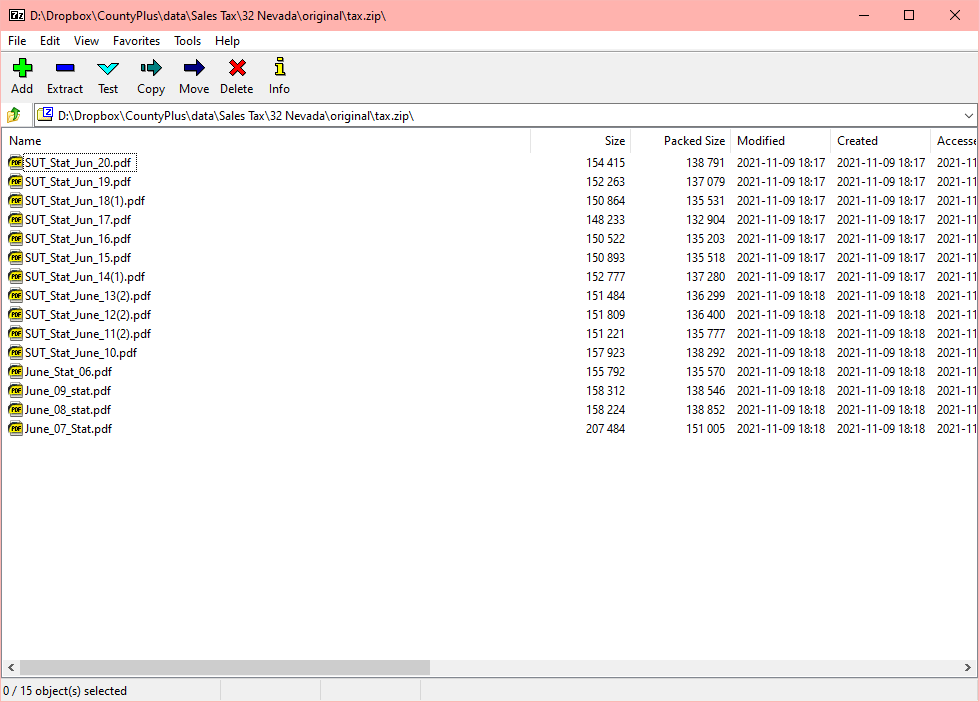 D:\Dropbox\CountyPlus\data\Sales Tax\32 Nevada\original\tax.zip\
File Edit View Favorites Tools Help
Add Extract Test Copy Move Delete Info
D:\Dropbox\CountyPlus\data\Sales Tax\32 Nevada\original\tax.zip\
Name Size Packed Size Modified Created Accesse
SUT_Stat_Jun_20.pdf 154 415 138 791 2021-11-09 18:17 2021-11-09 18:17 2021-11
SUT_Stat_Jun_19.pdf 152 263 137 079 2021-11-09 18:17 2021-11-09 18:17 2021-11
SUT_Stat_Jun_18(1).pdf 150 864 135 531 2021-11-09 18:17 2021-11-09 18:17 2021-11
SUT_Stat_Jun_17.pdf 148 233 132 904 2021-11-09 18:17 2021-11-09 18:17 2021-11
SUT_Stat_Jun_16.pdf 150 522 135 203 2021-11-09 18:17 2021-11-09 18:17 2021-11
SUT_Stat_Jun_15.pdf 150 893 135 518 2021-11-09 18:17 2021-11-09 18:17 2021-11
SUT_Stat_Jun_14(1).pdf 152 777 137 280 2021-11-09 18:17 2021-11-09 18:17 2021-11
SUT_Stat_June_13(2).pdf 151 484 136 299 2021-11-09 18:18 2021-11-09 18:18 2021-11
SUT_Stat_June_12(2).pdf 151 809 136 400 2021-11-09 18:18 2021-11-09 18:18 2021-11
SUT_Stat_June_11(2).pdf 151 221 135 777 2021-11-09 18:18 2021-11-09 18:18 2021-11
SUT_Stat_June_10.pdf 157 923 138 292 2021-11-09 18:18 2021-11-09 18:18 2021-11
June_Stat_06.pdf 155 792 135 570 2021-11-09 18:18 2021-11-09 18:18 2021-11
June_09_stat.pdf 158 312 138 546 2021-11-09 18:18 2021-11-09 18:18 2021-11
June_08_stat.pdf 158 224 138 852 2021-11-09 18:18 2021-11-09 18:18 2021-11
June_07_Stat.pdf 207 484 151 005 2021-11-09 18:18 2021-11-09 18:18 2021-11
0 / 15 object(s) selected